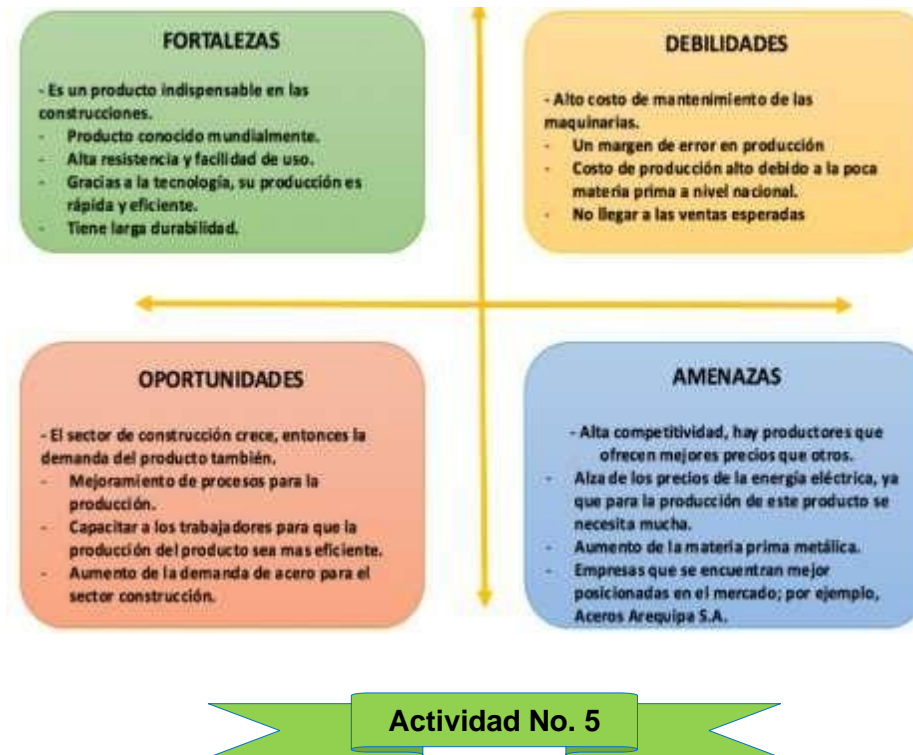 FORTALEZAS
- Es un producto indispensable en las
construcciones.
- Producto conocido mundialmente.
- Alta resistencia y facilidad de uso.
- Gracias a la tecnología, su producción es
rápida y eficiente.
- Tiene larga durabilidad.
DEBILIDADES
- Alto costo de mantenimiento de las
maquinarias.
- Un margen de error en producción
- Costo de producción alto debido a la poca
materia prima a nivel nacional.
- No llegar a las ventas esperadas
OPORTUNIDADES
- El sector de construcción crece, entonces la
demanda del producto también.
- Mejoramiento de procesos para la
producción.
- Capacitar a los trabajadores para que la
producción del producto sea mas eficiente.
- Aumento de la demanda de acero para el
sector construcción.
AMENAZAS
- Alta competitividad, hay productores que
ofrecen mejores precios que otros.
- Alza de los precios de la energía eléctrica, ya
que para la producción de este producto se
necesita mucha.
- Aumento de la materia prima metálica.
- Empresas que se encuentran mejor
posicionadas en el mercado; por ejemplo,
Aceros Arequipa S.A.
Actividad No. 5